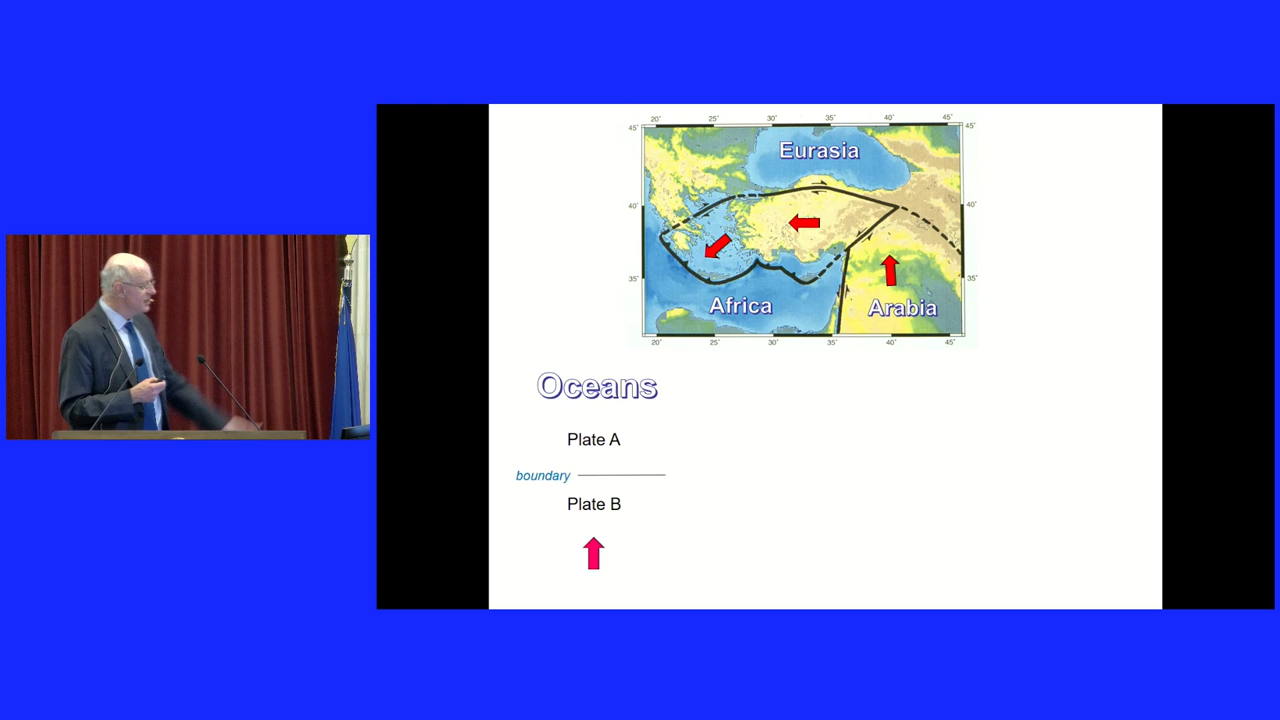 20° 25° 30° 35° 40° 45°
45° 45°
Eurasia
40° 40°
35° 35°
Africa Arabia
20° 25° 30° 35° 40° 45°
Oceans
Plate A
boundary
Plate B